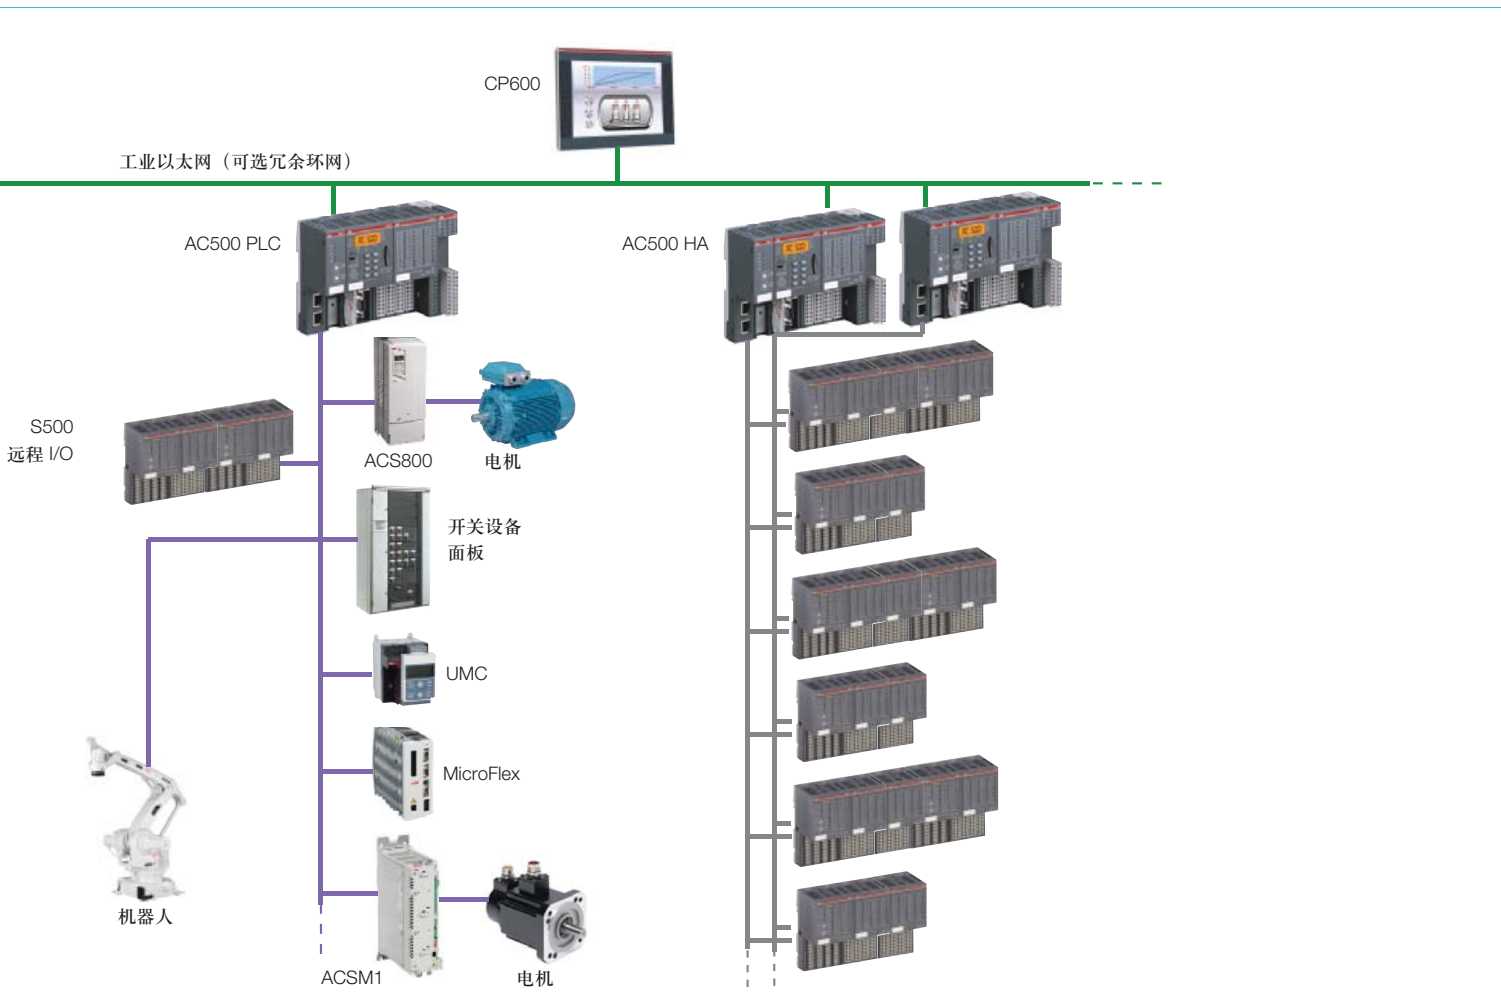 CP600
工业以太网（可选冗余环网）
AC500 PLC
AC500 HA
S500
远程 I/O
ACS800
电机
开关设备
面板
UMC
MicroFlex
机器人
ACSM1
电机